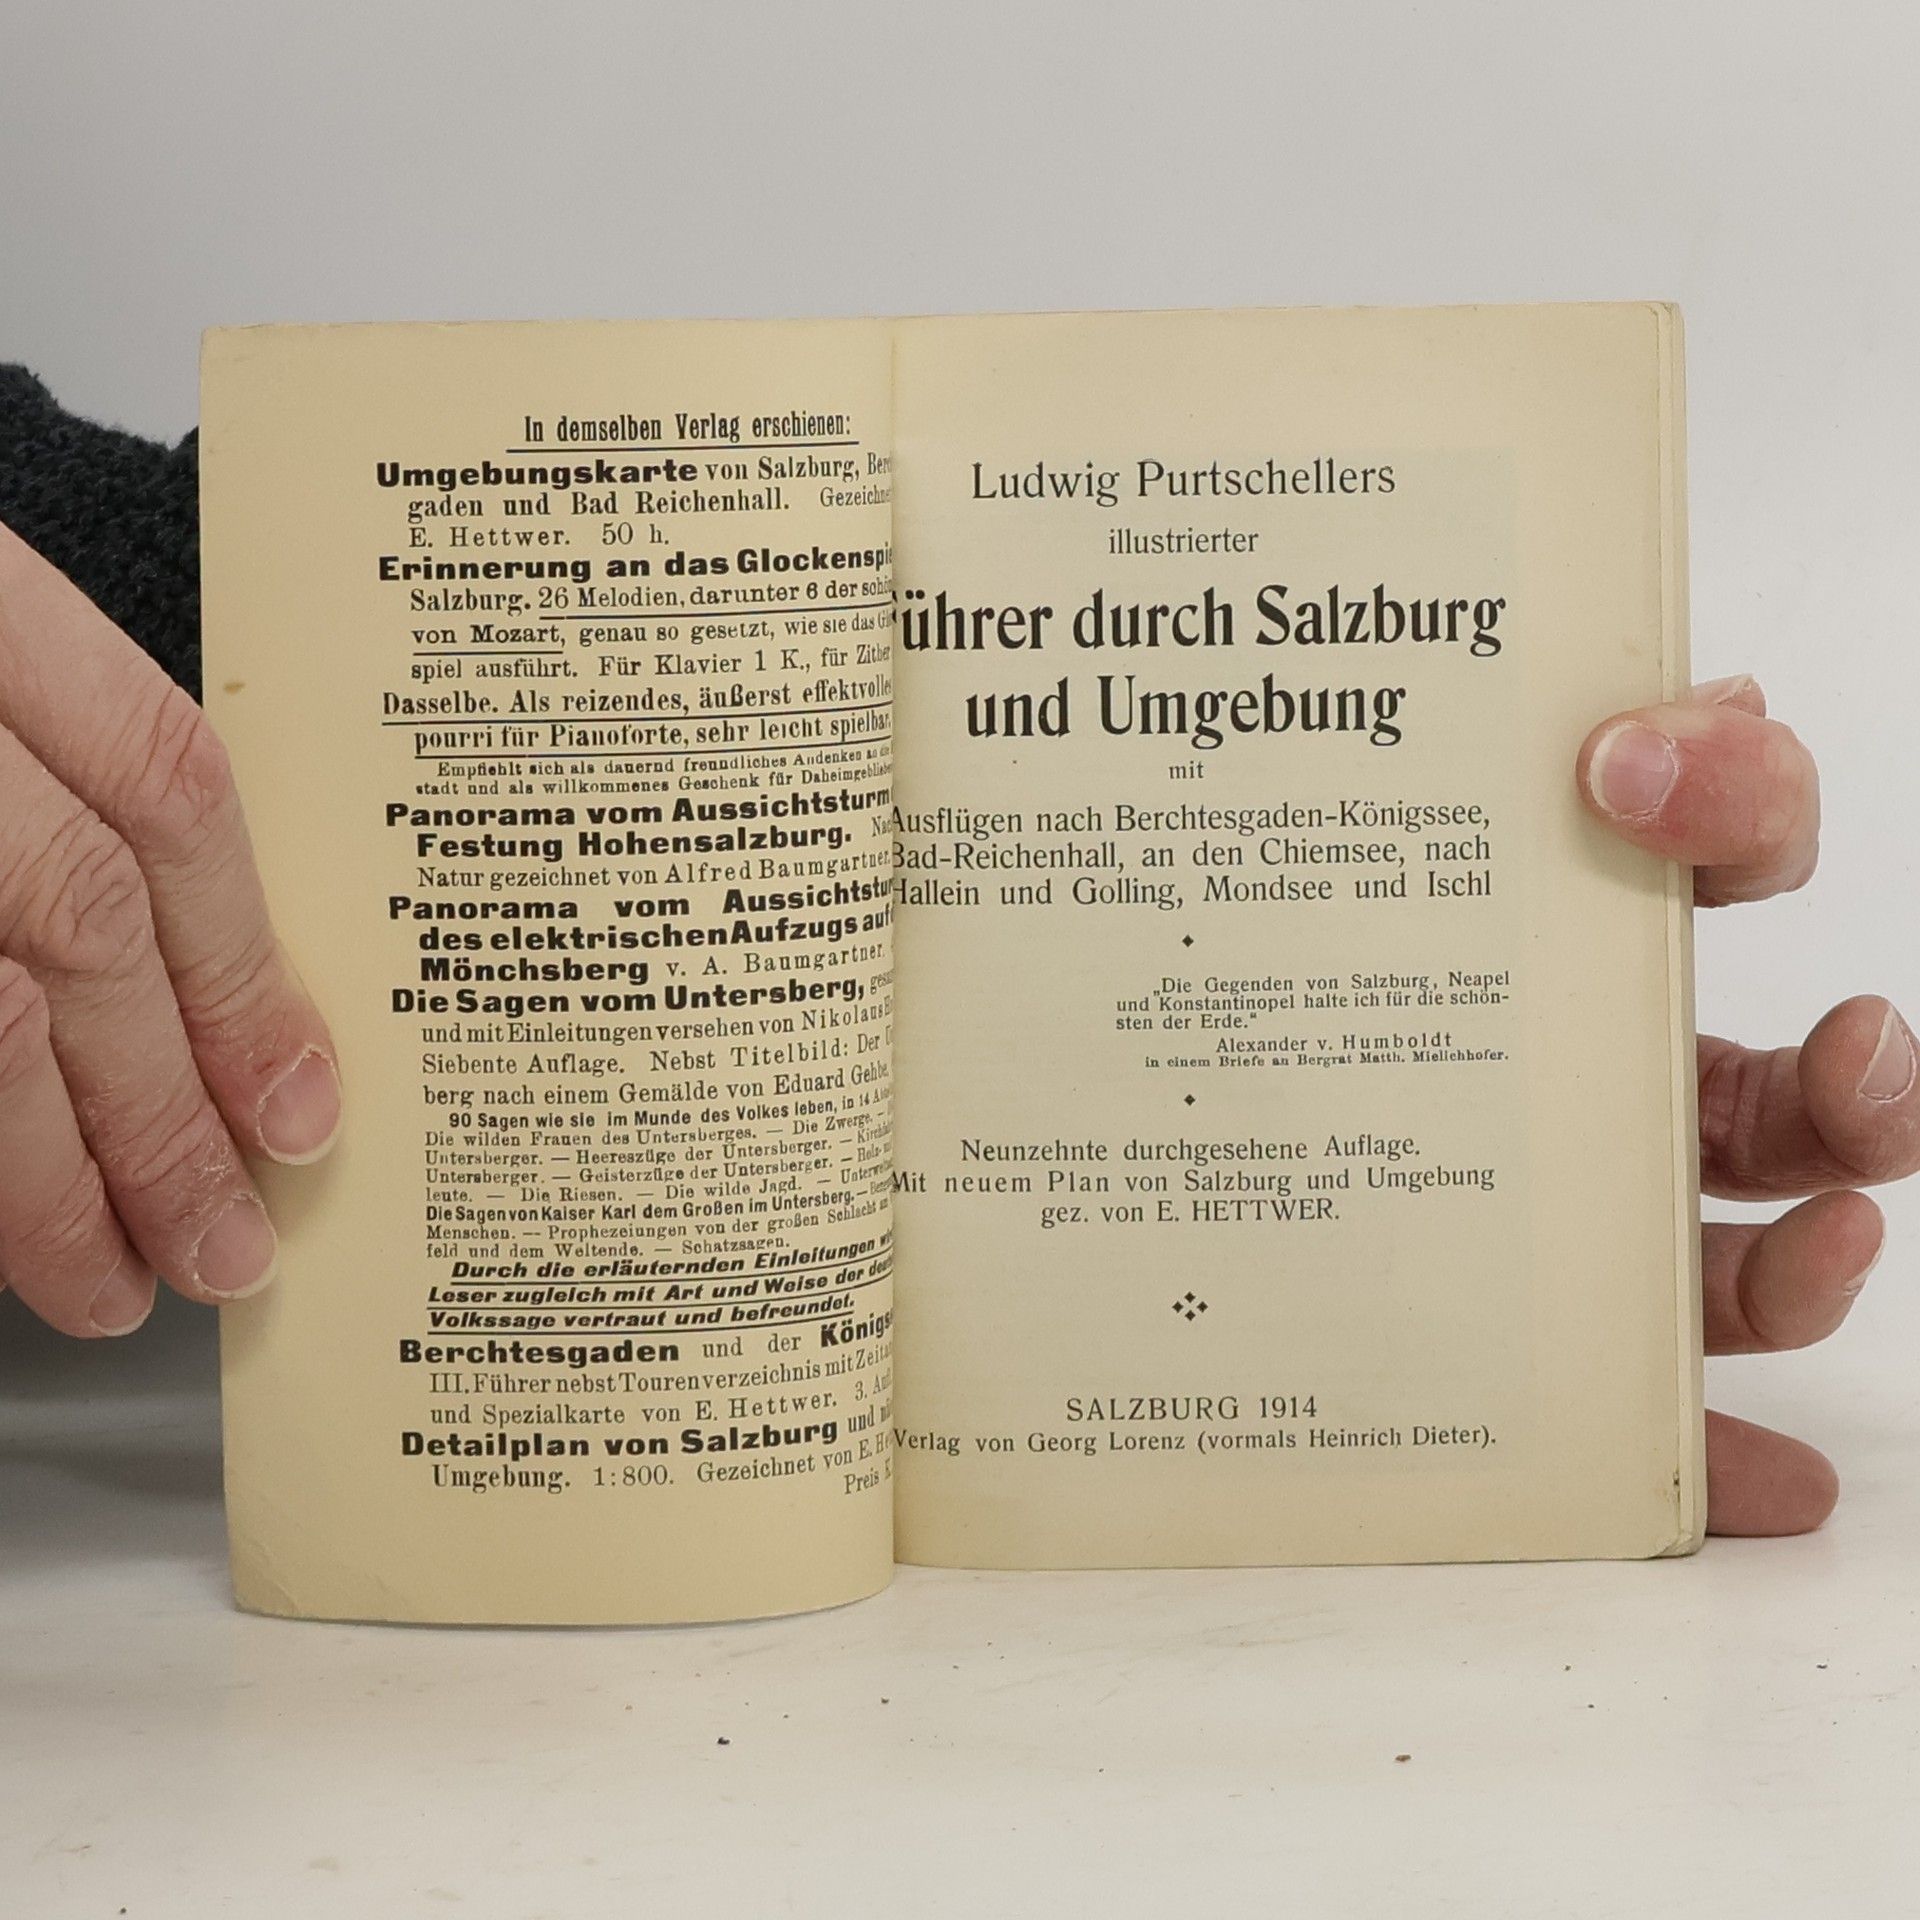 In demselben Verlag erschienen:
Umgebungskarte von Salzburg,
gaden und Bad Reichenhall.
E. Hettwer. 50 h.
Erinnerung an das
Salzburg. 26 Melodien, darunter 6 der
von Mozart, genau so gesetzt, wie sie das
spiel ausführt. Für Klavier 1 K., für
Dasselbe. Als reizendes, äußerst
pourri für Pianoforte, sehr leicht
Empfiehlt sich als dauernd freundliches Andenken
stadt und als willkommenes Geschenk für
Panorama vom
Festung Hohensalzburg.
Natur gezeichnet von Alfred Baumgartner.
Panorama vom
des elektrischen Aufzugs auf
Mönchsberg v. A. Baumgartner.
Die Sagen vom Untersberg,
und mit Einleitungen versehen von Nikolaus
Siebente Auflage. Nebst Titelbild: Der
berg nach einem Gemälde von Eduard
90 Sagen wie sie im Munde des Volkes leben, in 14
Die wilden Frauen des Untersberges. — Die Zwerge. —
Untersberger. — Heereszüge der Untersberger. —
Untersberger. — Geisterzüge der Untersberger. —
leute. — Die Riesen. — Die wilde Jagd. —
Die Sagen von Kaiser Karl dem Großen im Untersberg. —
Menschen. — Prophezeiungen von der großen Schlacht
feld und dem Weltende. — Schatzsagen.
Durch die erläuternden Einleitungen
Leser zugleich mit Art und Weise der
Volkssage vertraut und befreundet.
Berchtesgaden und der
III. Führer nebst Tourenverzeichnis mit
und Spezialkarte von E. Hettwer. 3.
Detailplan von Salzburg und
Umgebung. 1:800. Gezeichnet von E.
Preis K
Ludwig Purtschellers
illustrierter
ührer durch Salzburg
und Umgebung
mit
Ausflügen nach Berchtesgaden-Königssee,
Bad-Reichenhall, an den Chiemsee, nach
Hallein und Golling, Mondsee und Ischl
„Die Gegenden von Salzburg, Neapel
und Konstantinopel halte ich für die schön-
sten der Erde."
Alexander v. Humboldt
in einem Briefe an Bergrat Matth. Mielichhofer.
Neunzehnte durchgesehene Auflage.
Mit neuem Plan von Salzburg und Umgebung
gez. von E. HETTWER.
SALZBURG 1914
Verlag von Georg Lorenz (vormals Heinrich Dieter).